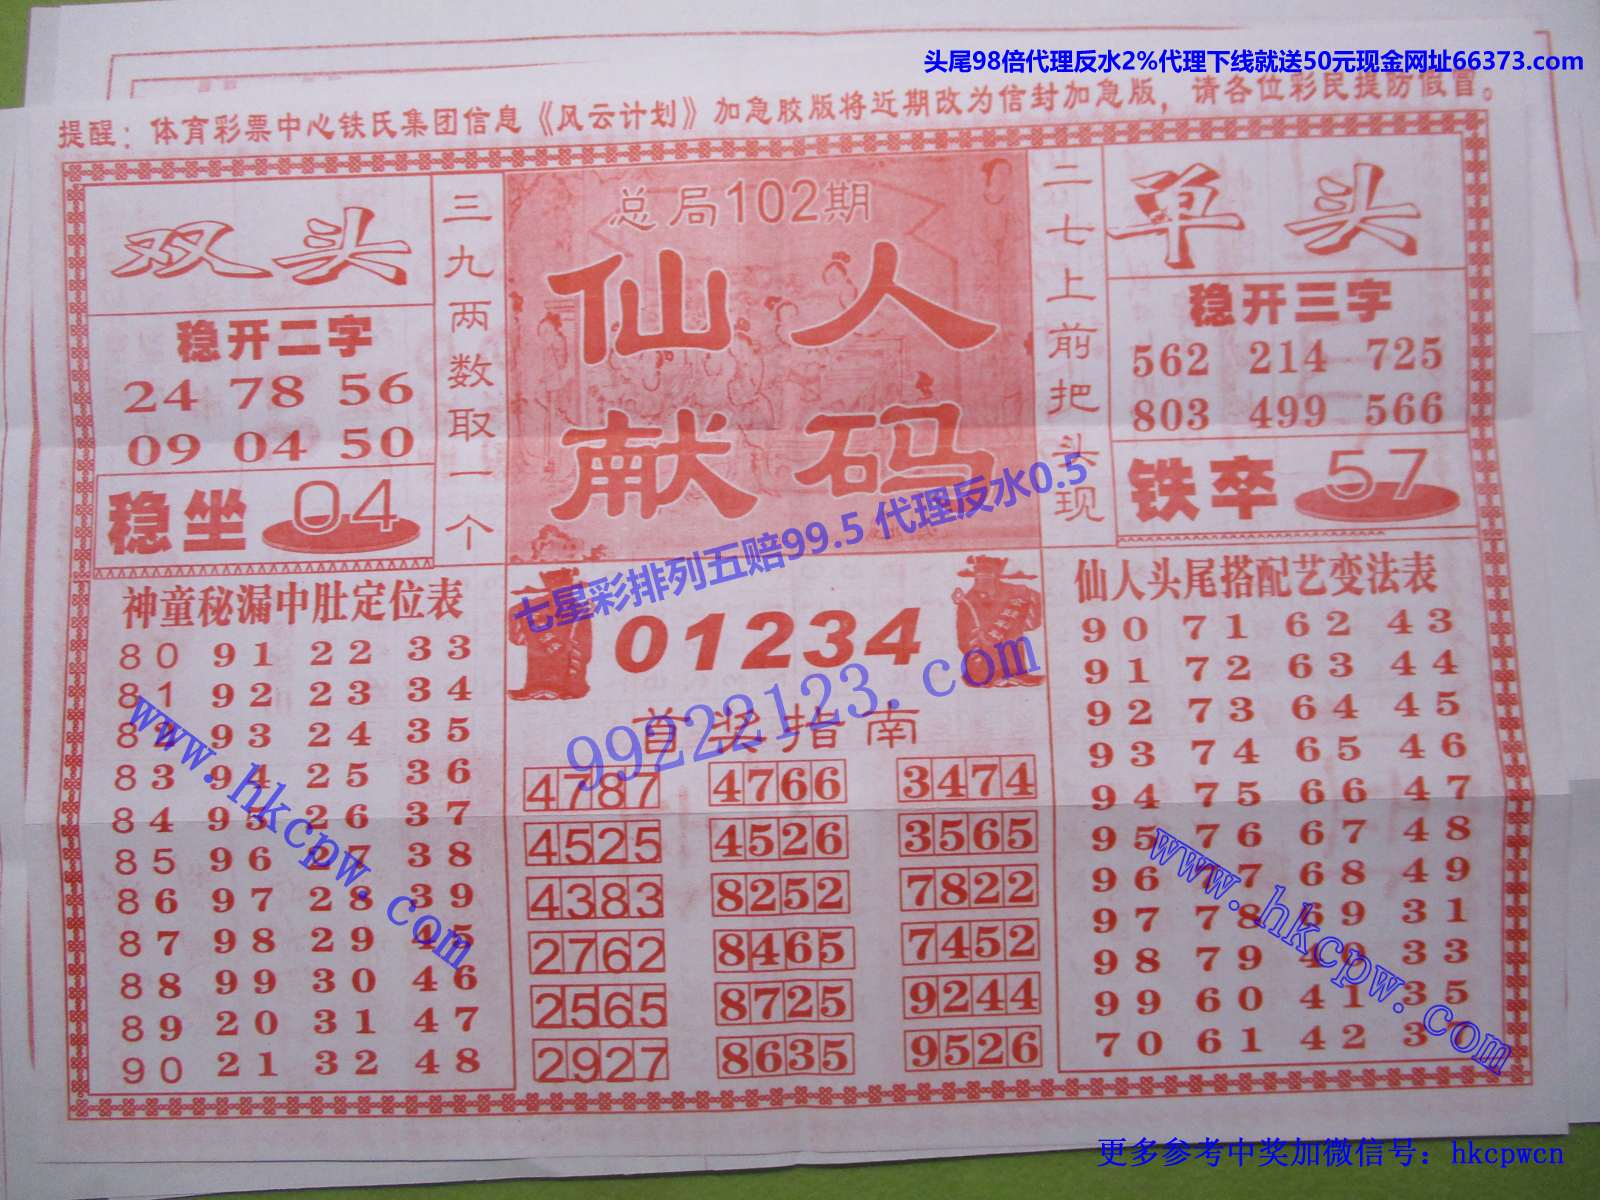 头尾98倍代理反水2%代理下线就送50元现金网址66373.com
提醒：体育彩票中心铁氏集团信息《风云计划》加急胶版将近期改为信封加急版，请各位彩民提防假冒。
双头
稳开二字
24 78 56
09 04 50
稳坐 04
三九两数取一个
总局102期
仙人
献码
二七上前把头现
单头
稳开三字
562 214 725
803 499 566
铁卒 57
七星彩排列五赔99.5 代理反水0.5
99222123.com
神童秘漏中肚定位表
80 91 22 33
81 92 23 34
82 93 24 35
83 94 25 36
84 95 26 37
85 96 27 38
86 97 28 39
87 98 29 45
88 99 30 46
89 20 31 47
90 21 32 48
www.hkcpw.com
01234
首奖指南
4787 4766 3474
4525 4526 3565
4383 8252 7822
2762 8465 7452
2565 8725 9244
2927 8635 9526
仙人头尾搭配艺变法表
90 71 62 43
91 72 63 44
92 73 64 45
93 74 65 46
94 75 66 47
95 76 67 48
96 77 68 49
97 78 69 31
98 79 40 33
99 60 41 35
70 61 42 37
www.hkcpw.com
更多参考中奖加微信号：hkcpwcn